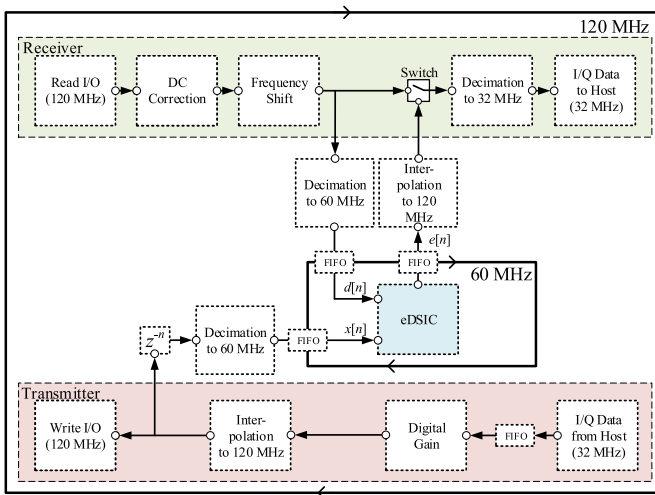 120 MHz
Receiver
Read I/O
(120 MHz)
DC
Correction
Frequency
Shift
Switch
Decimation
to 32 MHz
I/Q Data
to Host
(32 MHz)
Decimation
to 60 MHz
Inter-
polation
to 120
MHz
e[n]
FIFO
FIFO
60 MHz
d[n]
eDSIC
x[n]
FIFO
z-n
Decimation
to 60 MHz
Transmitter
Write I/O
(120 MHz)
Inter-
polation
to 120 MHz
Digital
Gain
FIFO
I/Q Data
from Host
(32 MHz)